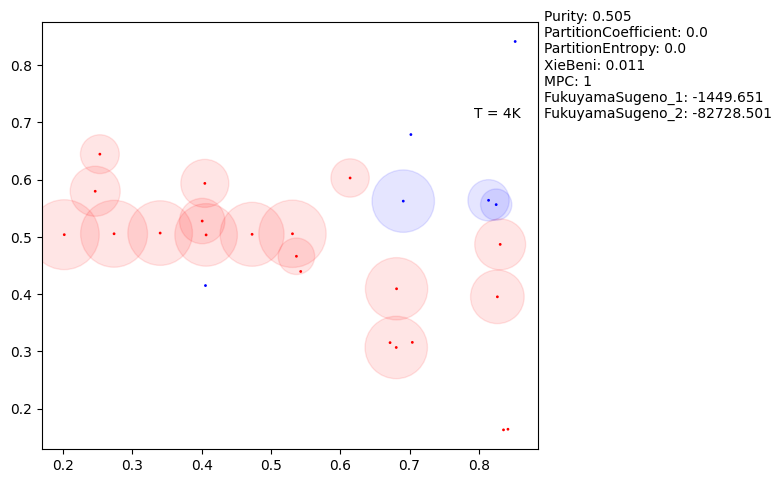 Purity: 0.505
PartitionCoefficient: 0.0
PartitionEntropy: 0.0
XieBeni: 0.011
MPC: 1
FukuyamaSugeno_1: -1449.651
FukuyamaSugeno_2: -82728.501
T = 4K
0.8
0.7
0.6
0.5
0.4
0.3
0.2
0.2 0.3 0.4 0.5 0.6 0.7 0.8